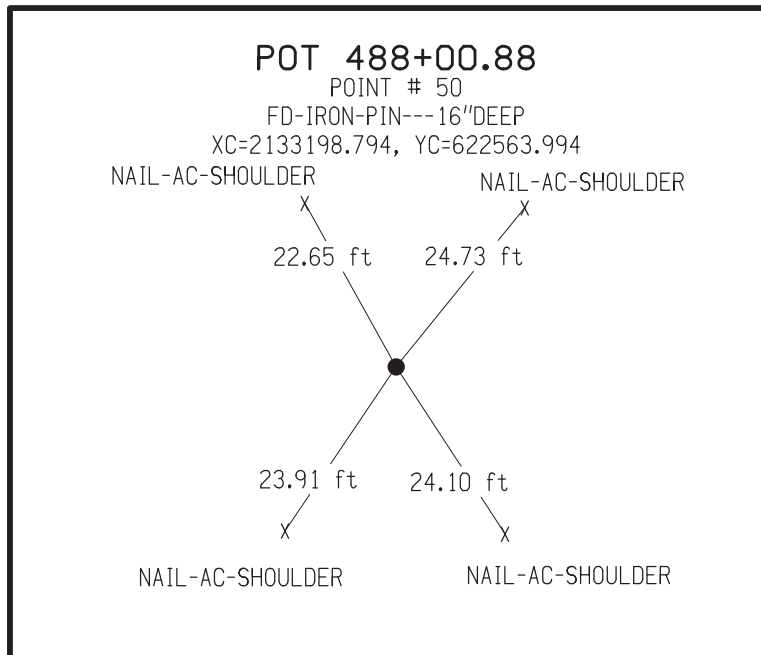 POT 488+00.88
POINT # 50
FD-IRON-PIN---16"DEEP
XC=2133198.794, YC=622563.994
NAIL-AC-SHOULDER
NAIL-AC-SHOULDER
X
X
22.65 ft
24.73 ft
23.91 ft
24.10 ft
X
X
NAIL-AC-SHOULDER
NAIL-AC-SHOULDER